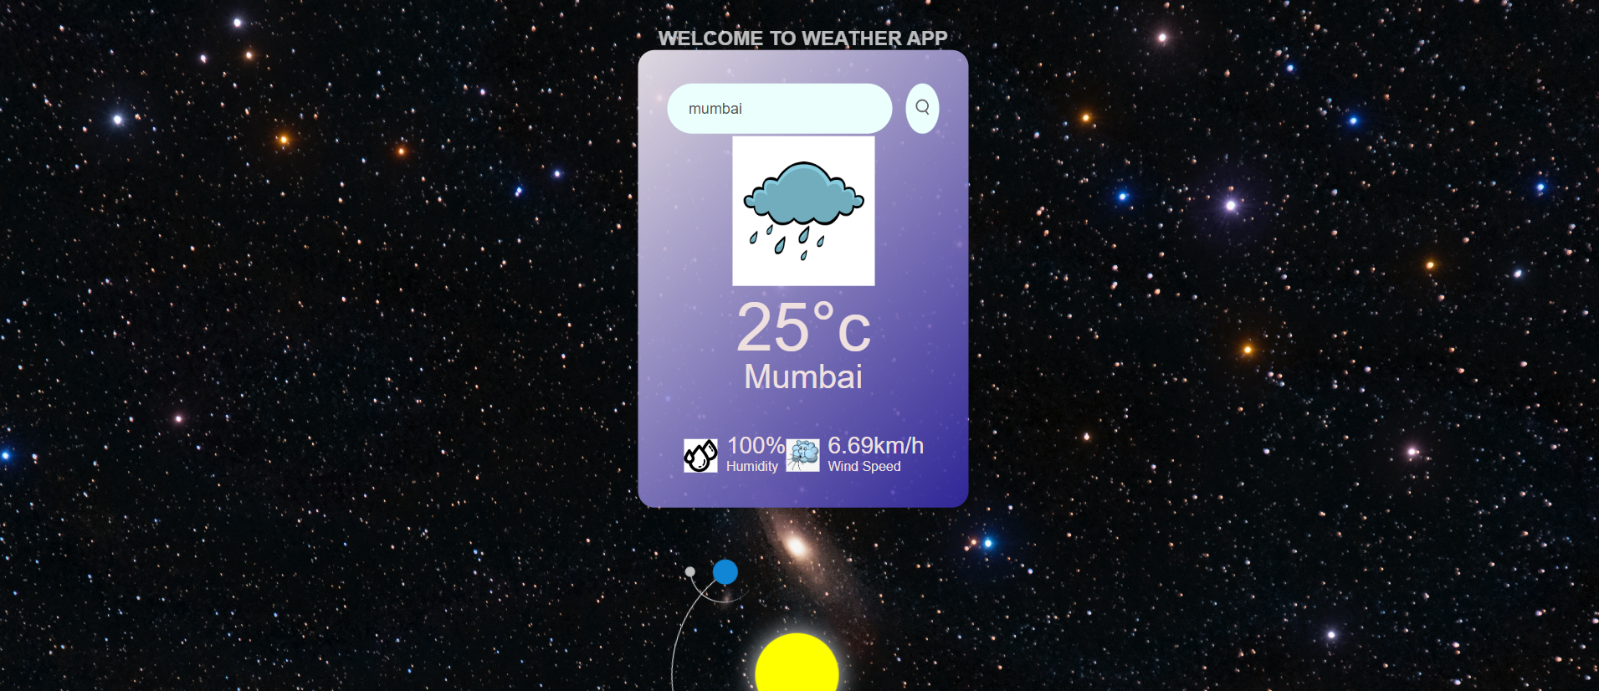 WELCOME TO WEATHER APP
mumbai
25°c
Mumbai
100% 6.69km/h
Humidity Wind Speed